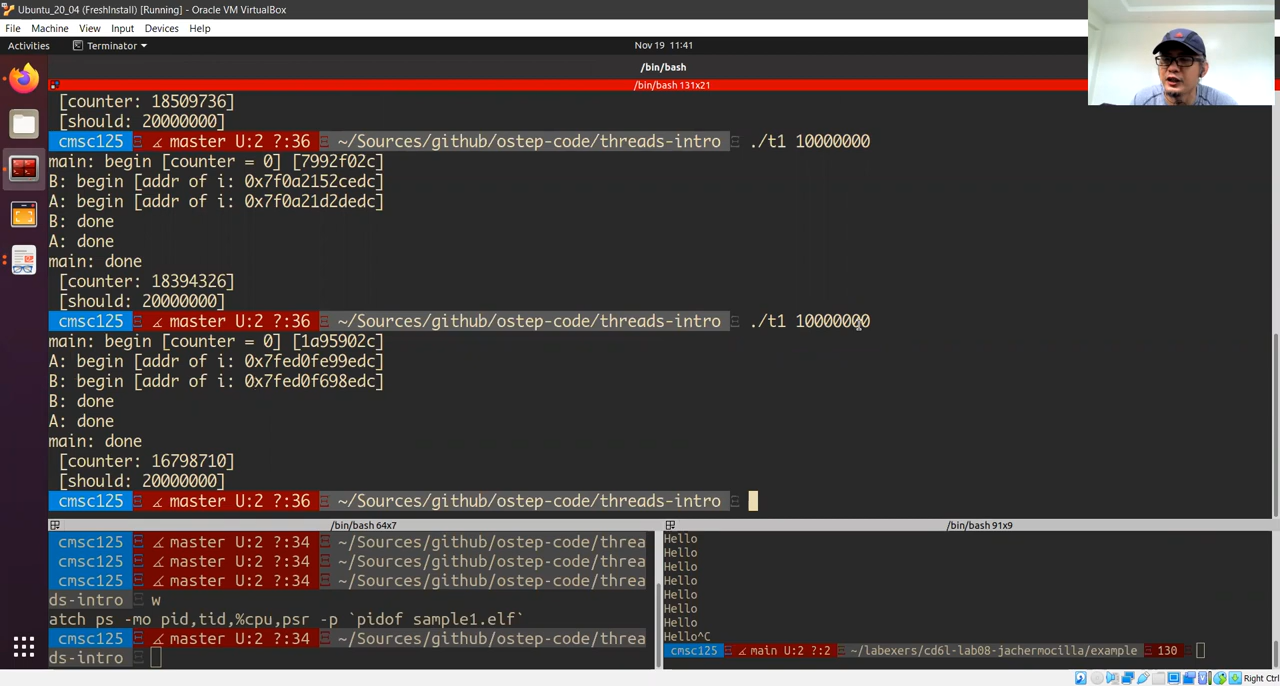 Ubuntu_20_04 (FreshInstall) [Running] - Oracle VM VirtualBox
File Machine View Input Devices Help
Activities Terminator Nov 19 11:41
/bin/bash
/bin/bash 131x21
[counter: 18509736]
[should: 20000000]
cmsc125 master U:2 ?:36 ~/Sources/github/ostep-code/threads-intro ./t1 10000000
main: begin [counter = 0] [7992f02c]
B: begin [addr of i: 0x7f0a2152cedc]
A: begin [addr of i: 0x7f0a21d2dedc]
B: done
A: done
main: done
[counter: 18394326]
[should: 20000000]
cmsc125 master U:2 ?:36 ~/Sources/github/ostep-code/threads-intro ./t1 10000000
main: begin [counter = 0] [1a95902c]
A: begin [addr of i: 0x7fed0fe99edc]
B: begin [addr of i: 0x7fed0f698edc]
B: done
A: done
main: done
[counter: 16798710]
[should: 20000000]
cmsc125 master U:2 ?:36 ~/Sources/github/ostep-code/threads-intro
/bin/bash 64x7
cmsc125 master U:2 ?:34 ~/Sources/github/ostep-code/threa
cmsc125 master U:2 ?:34 ~/Sources/github/ostep-code/threa
cmsc125 master U:2 ?:34 ~/Sources/github/ostep-code/threa
ds-intro w
atch ps -mo pid,tid,%cpu,psr -p `pidof sample1.elf`
cmsc125 master U:2 ?:34 ~/Sources/github/ostep-code/threa
ds-intro
/bin/bash 91x9
Hello
Hello
Hello
Hello
Hello
Hello
Hello
Hello^C
cmsc125 main U:2 ?:2 ~/labexers/cd6l-lab08-jachermocilla/example 130
Right Ctrl